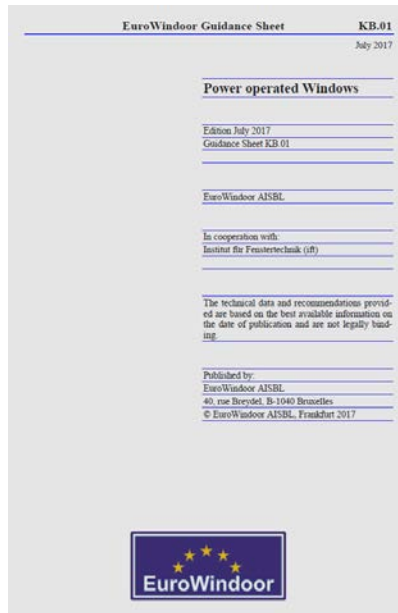 EuroWindoor Guidance Sheet KB.01
July 2017
Power operated Windows
Edition July 2017
Guidance Sheet KB.01
EuroWindoor AISBL
In cooperation with:
Institut für Fenstertechnik (ift)
The technical data and recommendations provid-
ed are based on the best available information on
the date of publication and are not legally bind-
ing.
Published by:
EuroWindoor AISBL
40, rue Breydel, B-1040 Bruxelles
© EuroWindoor AISBL, Frankfurt 2017
EuroWindoor